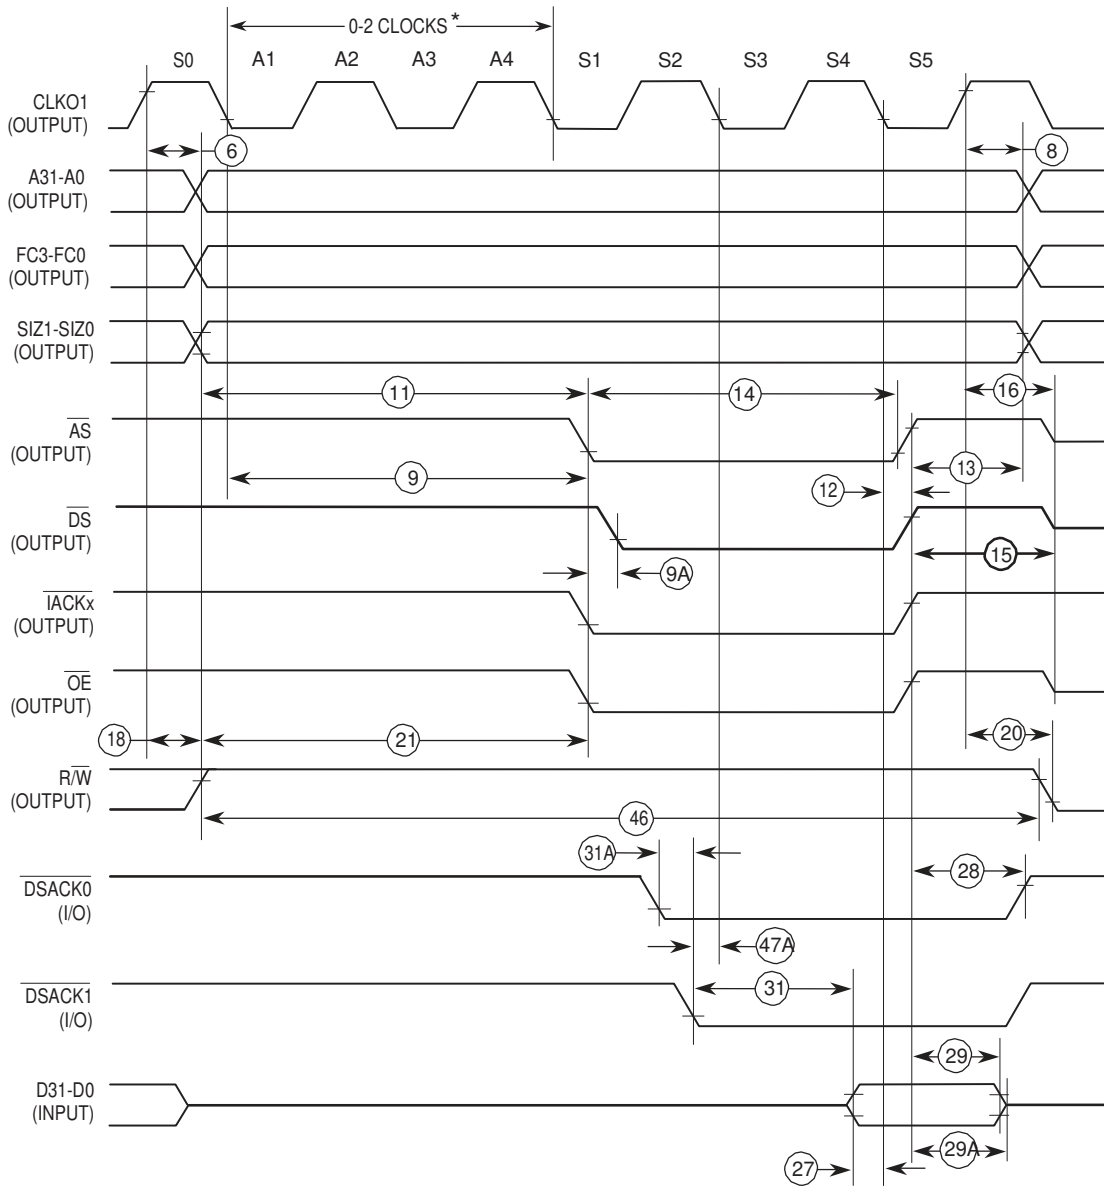 0-2 CLOCKS *
S0 A1 A2 A3 A4 S1 S2 S3 S4 S5
CLKO1
(OUTPUT)
6 8
A31-A0
(OUTPUT)
FC3-FC0
(OUTPUT)
SIZ1-SIZ0
(OUTPUT)
11 14 16
AS
(OUTPUT)
9 12 13
DS
(OUTPUT)
9A 15
IACKx
(OUTPUT)
OE
(OUTPUT)
18 21 20
R/W
(OUTPUT)
46
31A 28
DSACK0
(I/O)
47A
DSACK1
(I/O)
31
29
D31-D0
(INPUT)
29A
27